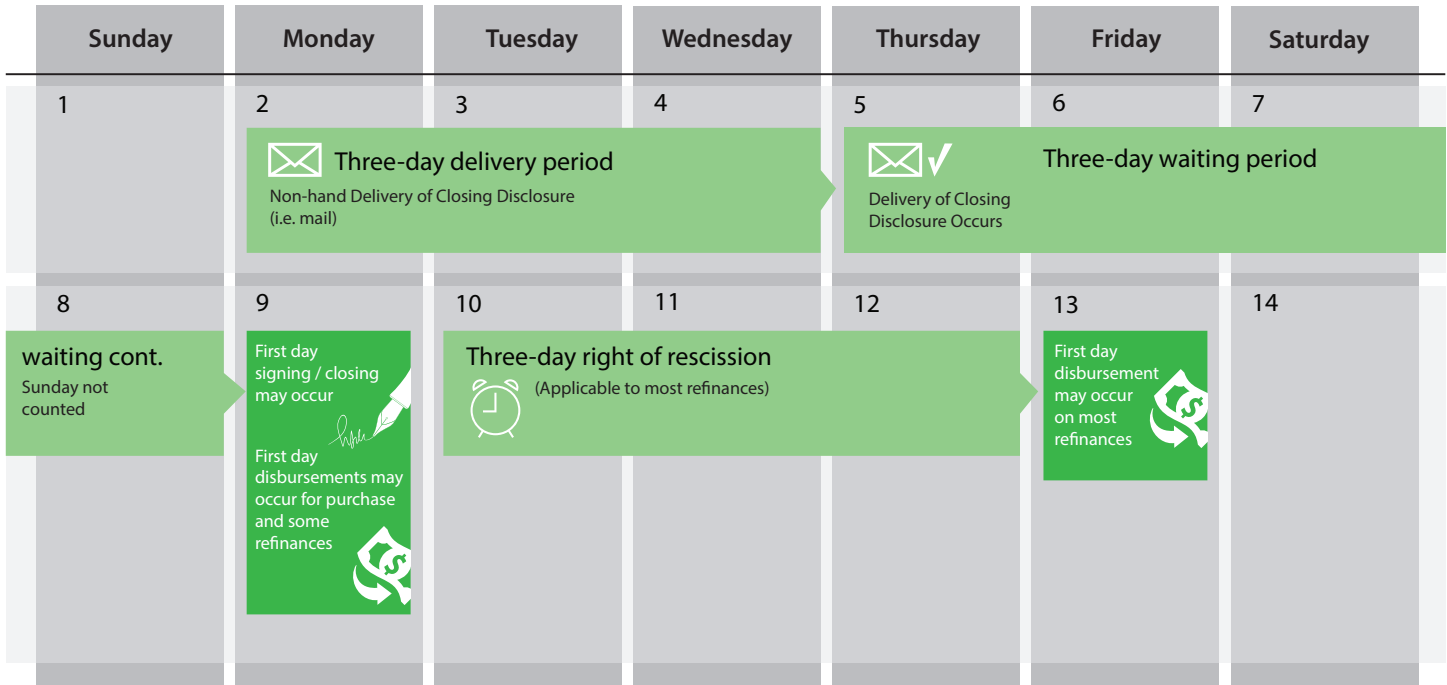 Sunday Monday Tuesday Wednesday Thursday Friday Saturday
1 2 3 4 5 6 7
Three-day delivery period
Non-hand Delivery of Closing Disclosure
(i.e. mail)
Three-day waiting period
Delivery of Closing
Disclosure Occurs
8 9 10 11 12 13 14
waiting cont.
Sunday not
counted
First day
signing / closing
may occur
First day
disbursements may
occur for purchase
and some
refinances
Three-day right of rescission
(Applicable to most refinances)
First day
disbursement
may occur
on most
refinances